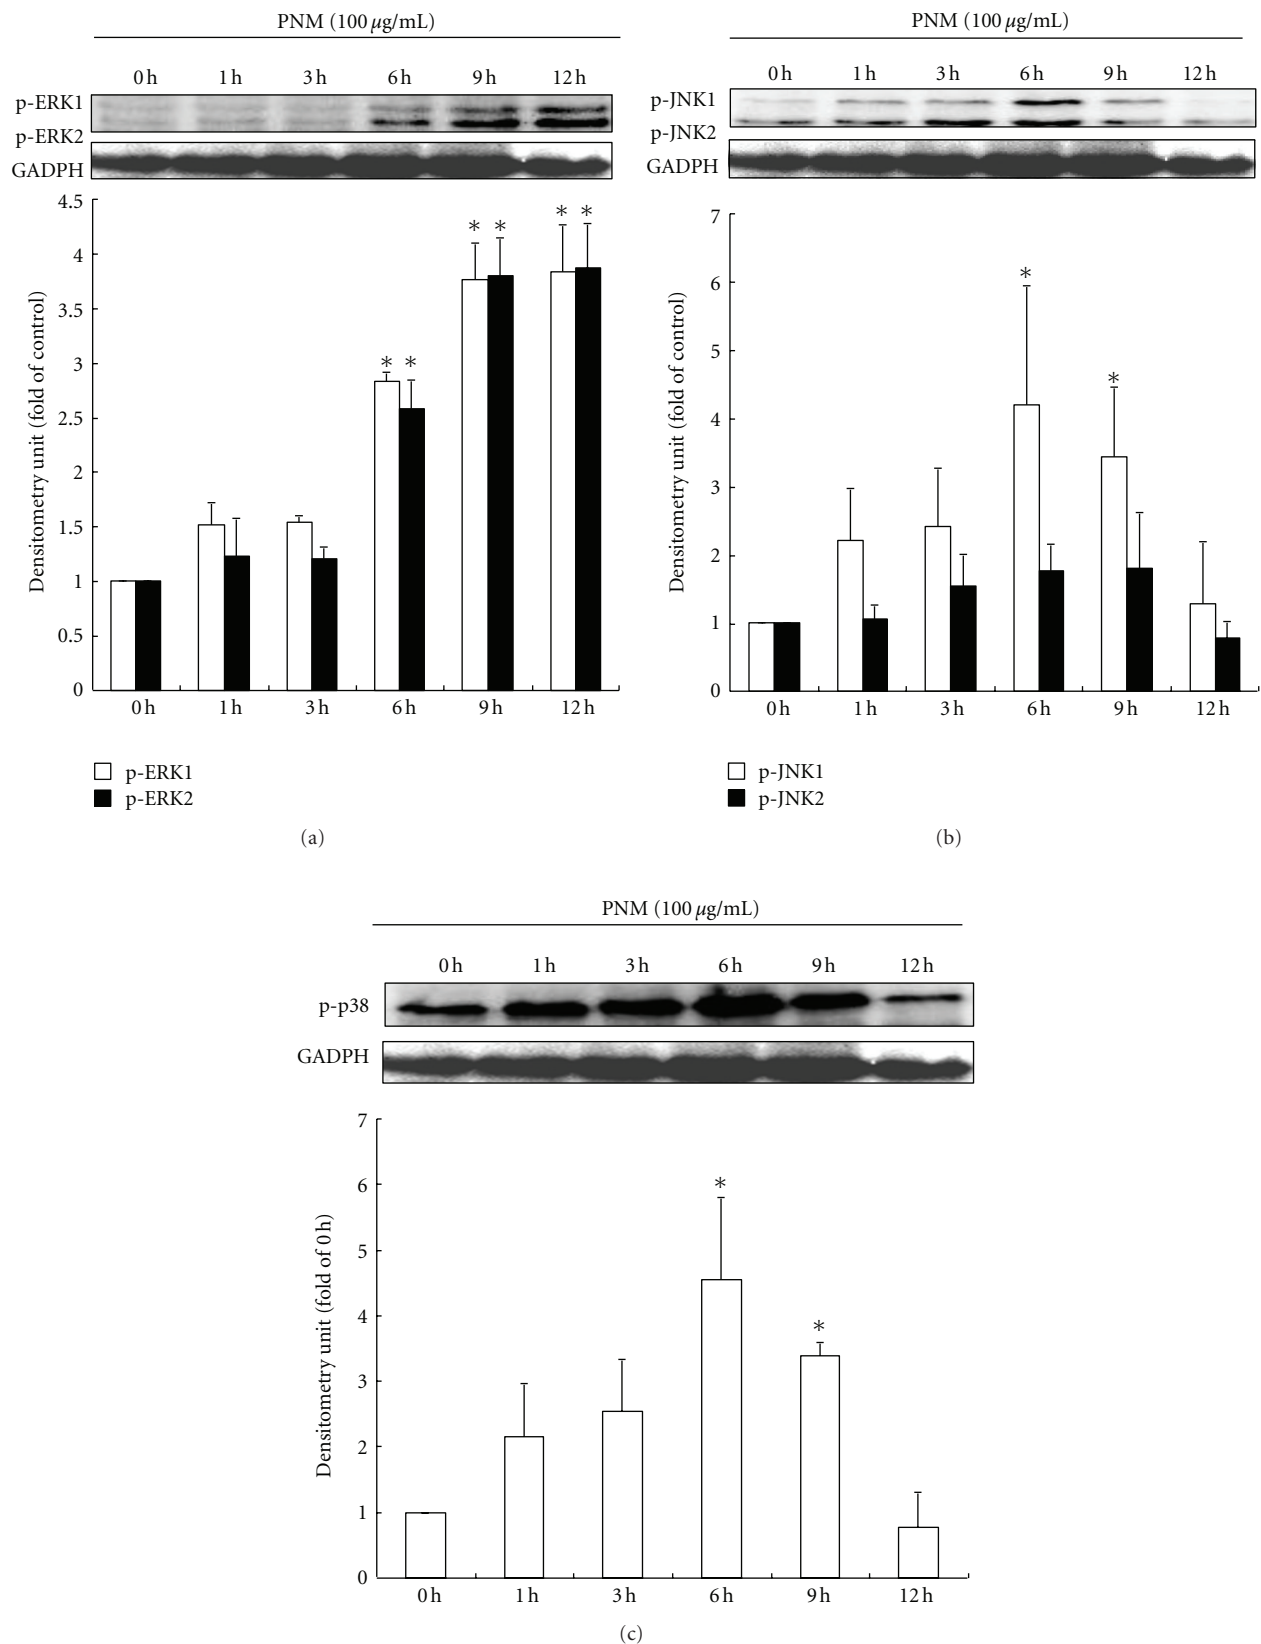 PNM (100 µg/mL)
0 h 1 h 3 h 6 h 9 h 12 h
p-ERK1
p-ERK2
GADPH
4.5
4
3.5
3
2.5
2
1.5
1
0.5
0
Densitometry unit (fold of control)
* * * * * *
0 h 1 h 3 h 6 h 9 h 12 h
p-ERK1
p-ERK2
(a)
PNM (100 µg/mL)
0 h 1 h 3 h 6 h 9 h 12 h
p-JNK1
p-JNK2
GADPH
7
6
5
4
3
2
1
0
Densitometry unit (fold of control)
* *
0 h 1 h 3 h 6 h 9 h 12 h
p-JNK1
p-JNK2
(b)
PNM (100 µg/mL)
0 h 1 h 3 h 6 h 9 h 12 h
p-p38
GADPH
7
6
5
4
3
2
1
0
Densitometry unit (fold of 0 h)
* *
0 h 1 h 3 h 6 h 9 h 12 h
(c)